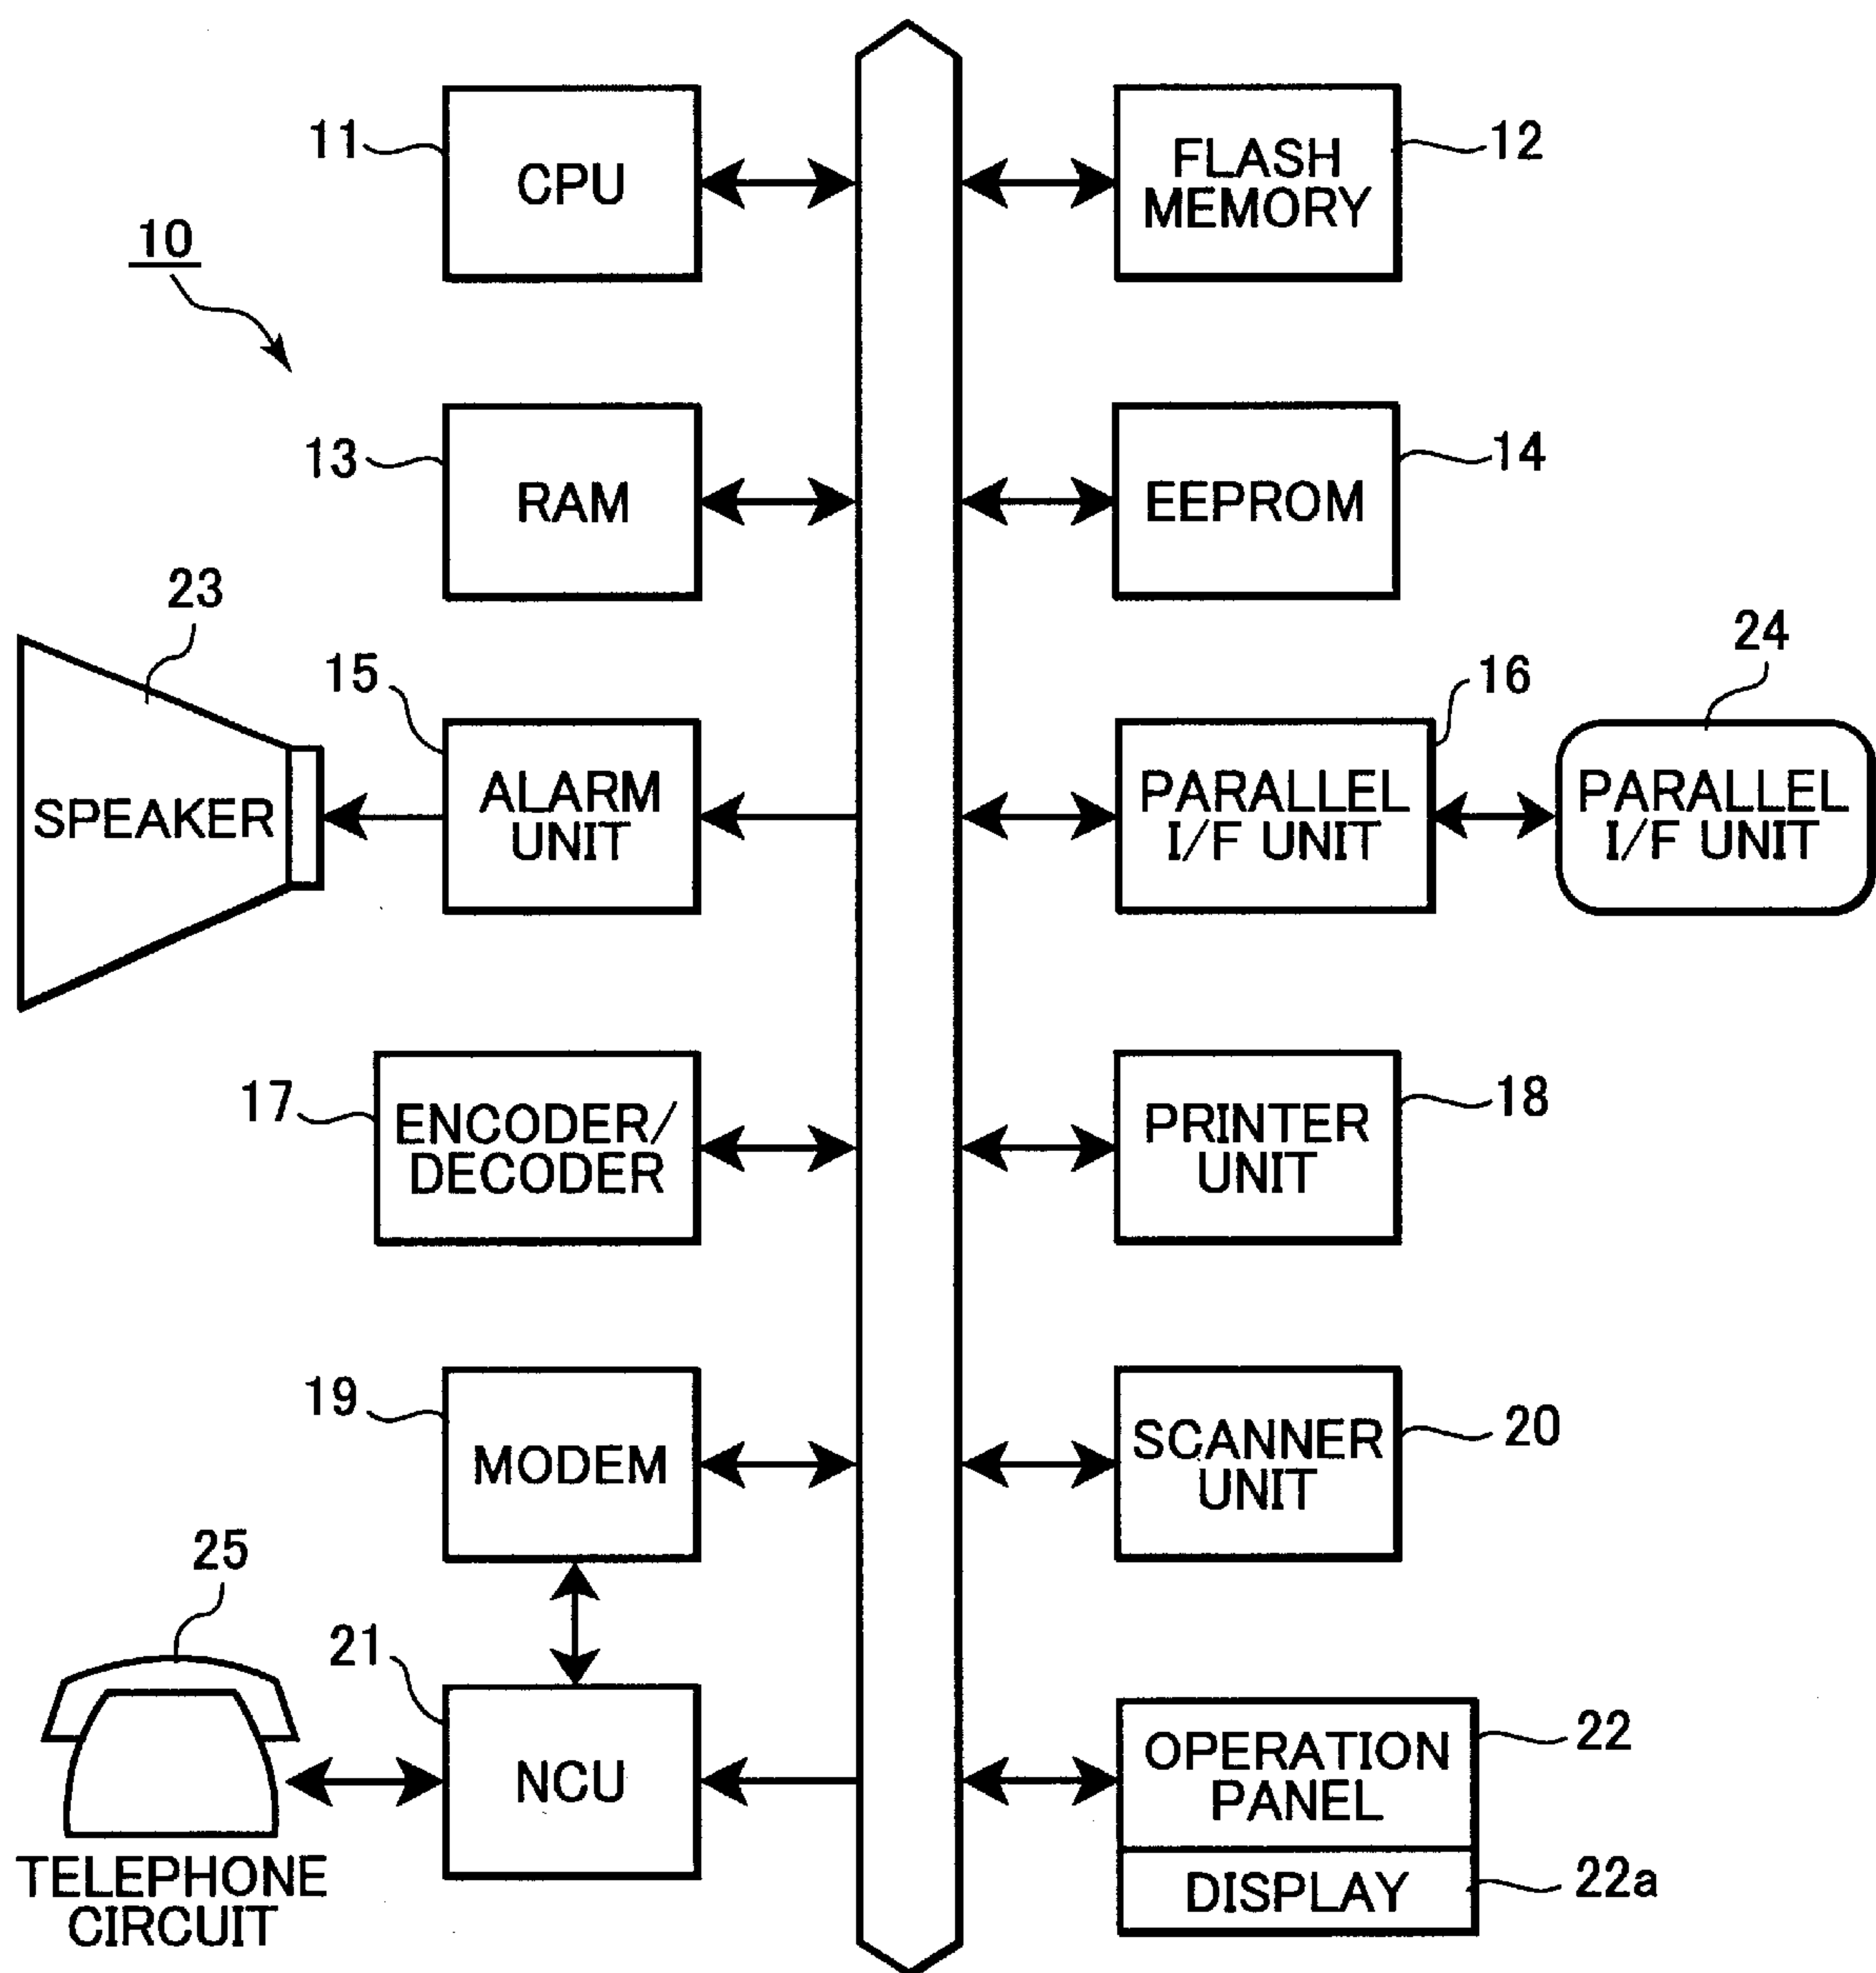 11
CPU
FLASH
MEMORY
12
10
13
RAM
EEPROM
14
23
SPEAKER
15
ALARM
UNIT
PARALLEL
I/F UNIT
16
24
PARALLEL
I/F UNIT
17
ENCODER/
DECODER
PRINTER
UNIT
18
19
MODEM
SCANNER
UNIT
20
25
TELEPHONE
CIRCUIT
21
NCU
OPERATION
PANEL
22
DISPLAY
22a